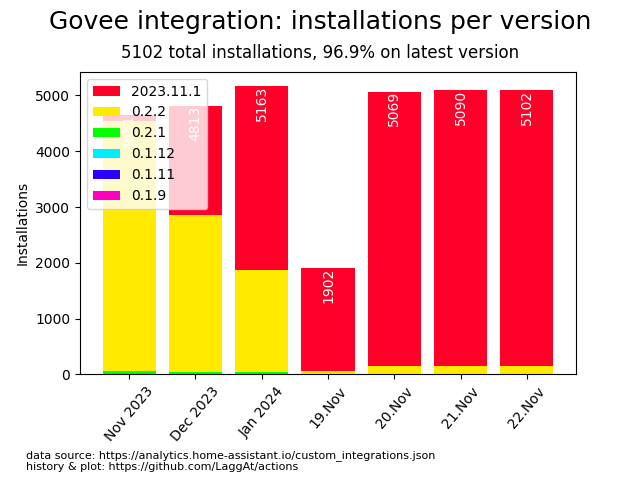 Govee integration: installations per version
5102 total installations, 96.9% on latest version
Installations
5000
4000
3000
2000
1000
0
2023.11.1
0.2.2
0.2.1
0.1.12
0.1.11
0.1.9
4813
5163
1902
5069
5090
5102
Nov 2023
Dec 2023
Jan 2024
19.Nov
20.Nov
21.Nov
22.Nov
data source: https://analytics.home-assistant.io/custom_integrations.json
history & plot: https://github.com/LaggAt/actions